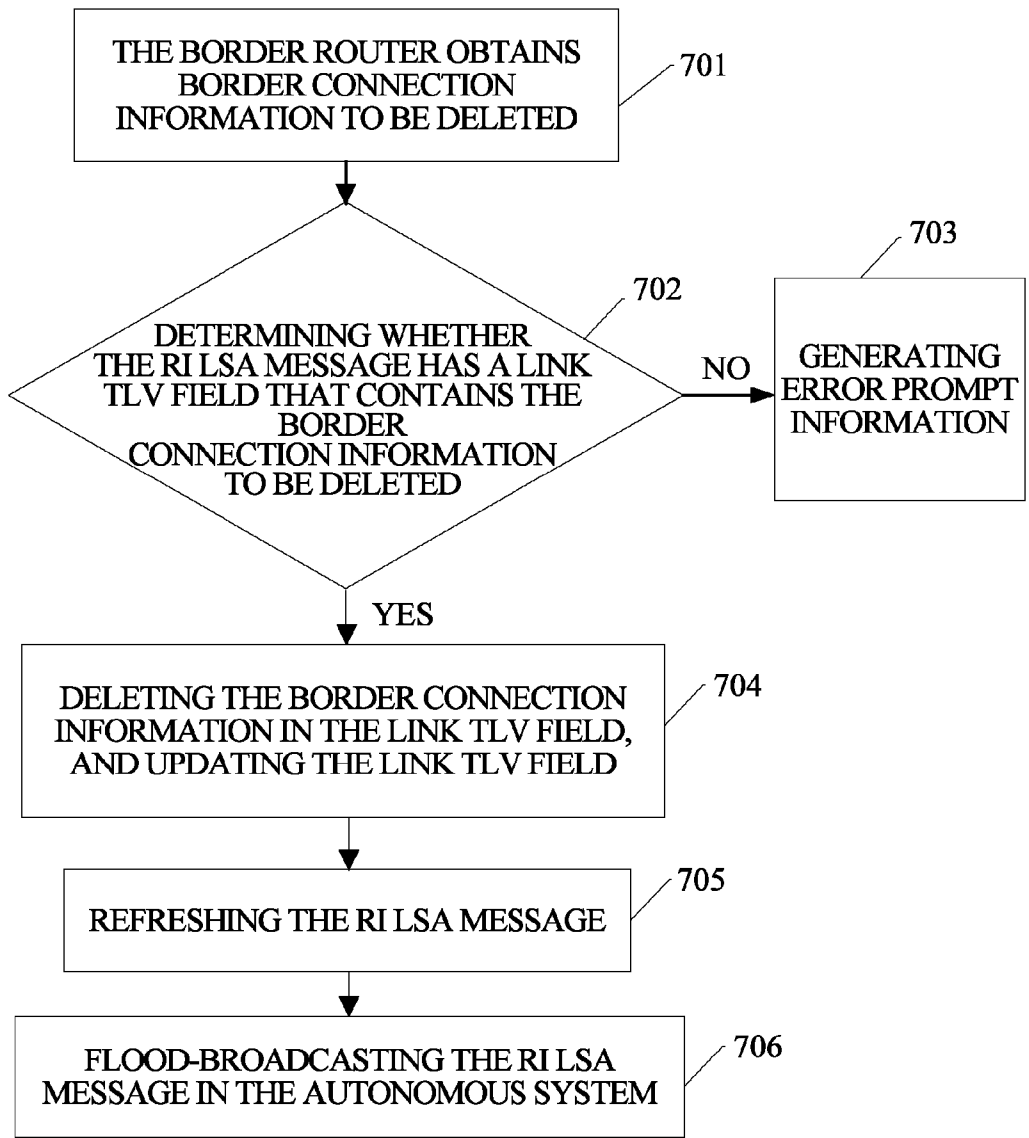 THE BORDER ROUTER OBTAINS
BORDER CONNECTION
INFORMATION TO BE DELETED
701
DETERMINING WHETHER
THE RI LSA MESSAGE HAS A LINK
TLV FIELD THAT CONTAINS THE
BORDER
CONNECTION INFORMATION
TO BE DELETED
702
NO
703
GENERATING
ERROR PROMPT
INFORMATION
YES
DELETING THE BORDER CONNECTION
INFORMATION IN THE LINK TLV FIELD,
AND UPDATING THE LINK TLV FIELD
704
REFRESHING THE RI LSA MESSAGE
705
FLOOD-BROADCASTING THE RI LSA
MESSAGE IN THE AUTONOMOUS SYSTEM
706